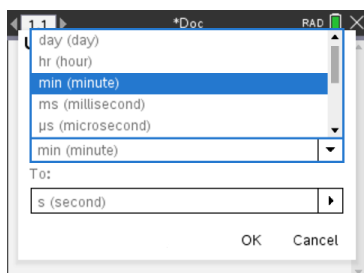 1.1 *Doc RAD
day (day)
hr (hour)
min (minute)
ms (millisecond)
µs (microsecond)
min (minute)
To:
s (second)
OK Cancel